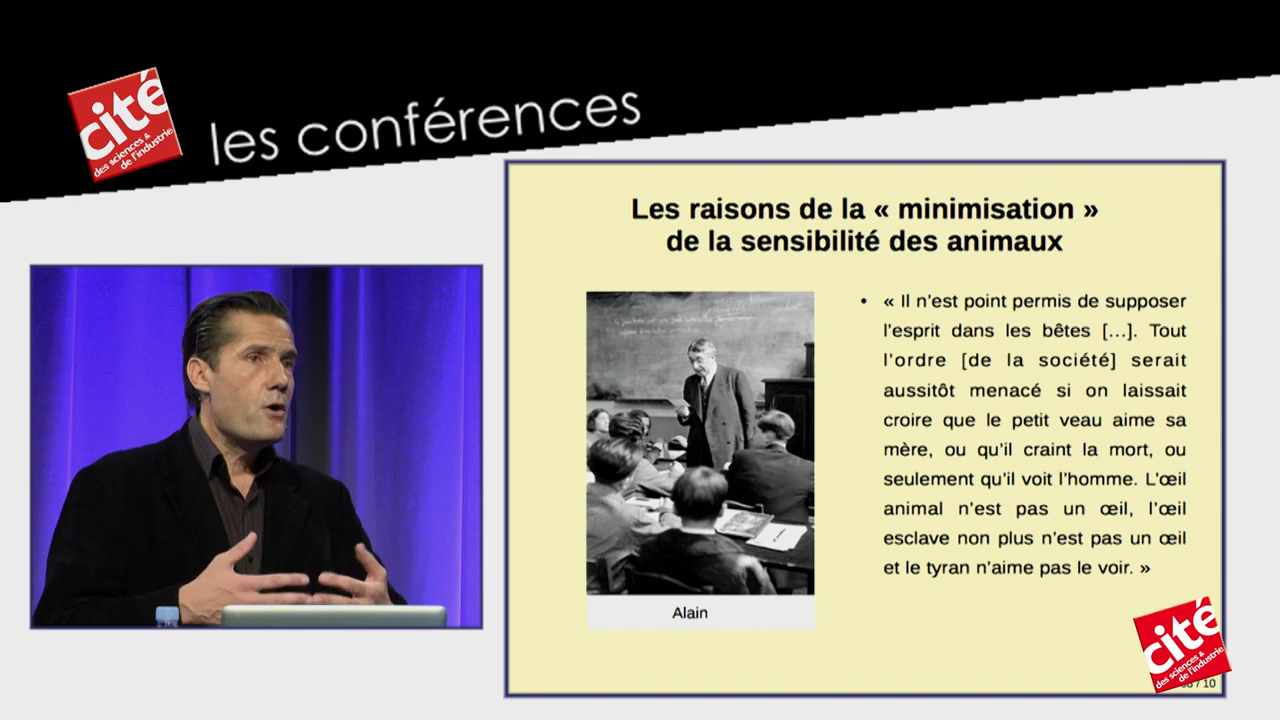 cité
des sciences &
de l'industrie
les conférences
Les raisons de la « minimisation »
de la sensibilité des animaux
• « Il n'est point permis de supposer
l'esprit dans les bêtes [...]. Tout
l'ordre [de la société] serait
aussitôt menacé si on laissait
croire que le petit veau aime sa
mère, ou qu'il craint la mort, ou
seulement qu'il voit l'homme. L'œil
animal n'est pas un œil, l'œil
esclave non plus n'est pas un œil
et le tyran n'aime pas le voir. »
Alain
cité
des sciences &
de l'industrie
/ 10